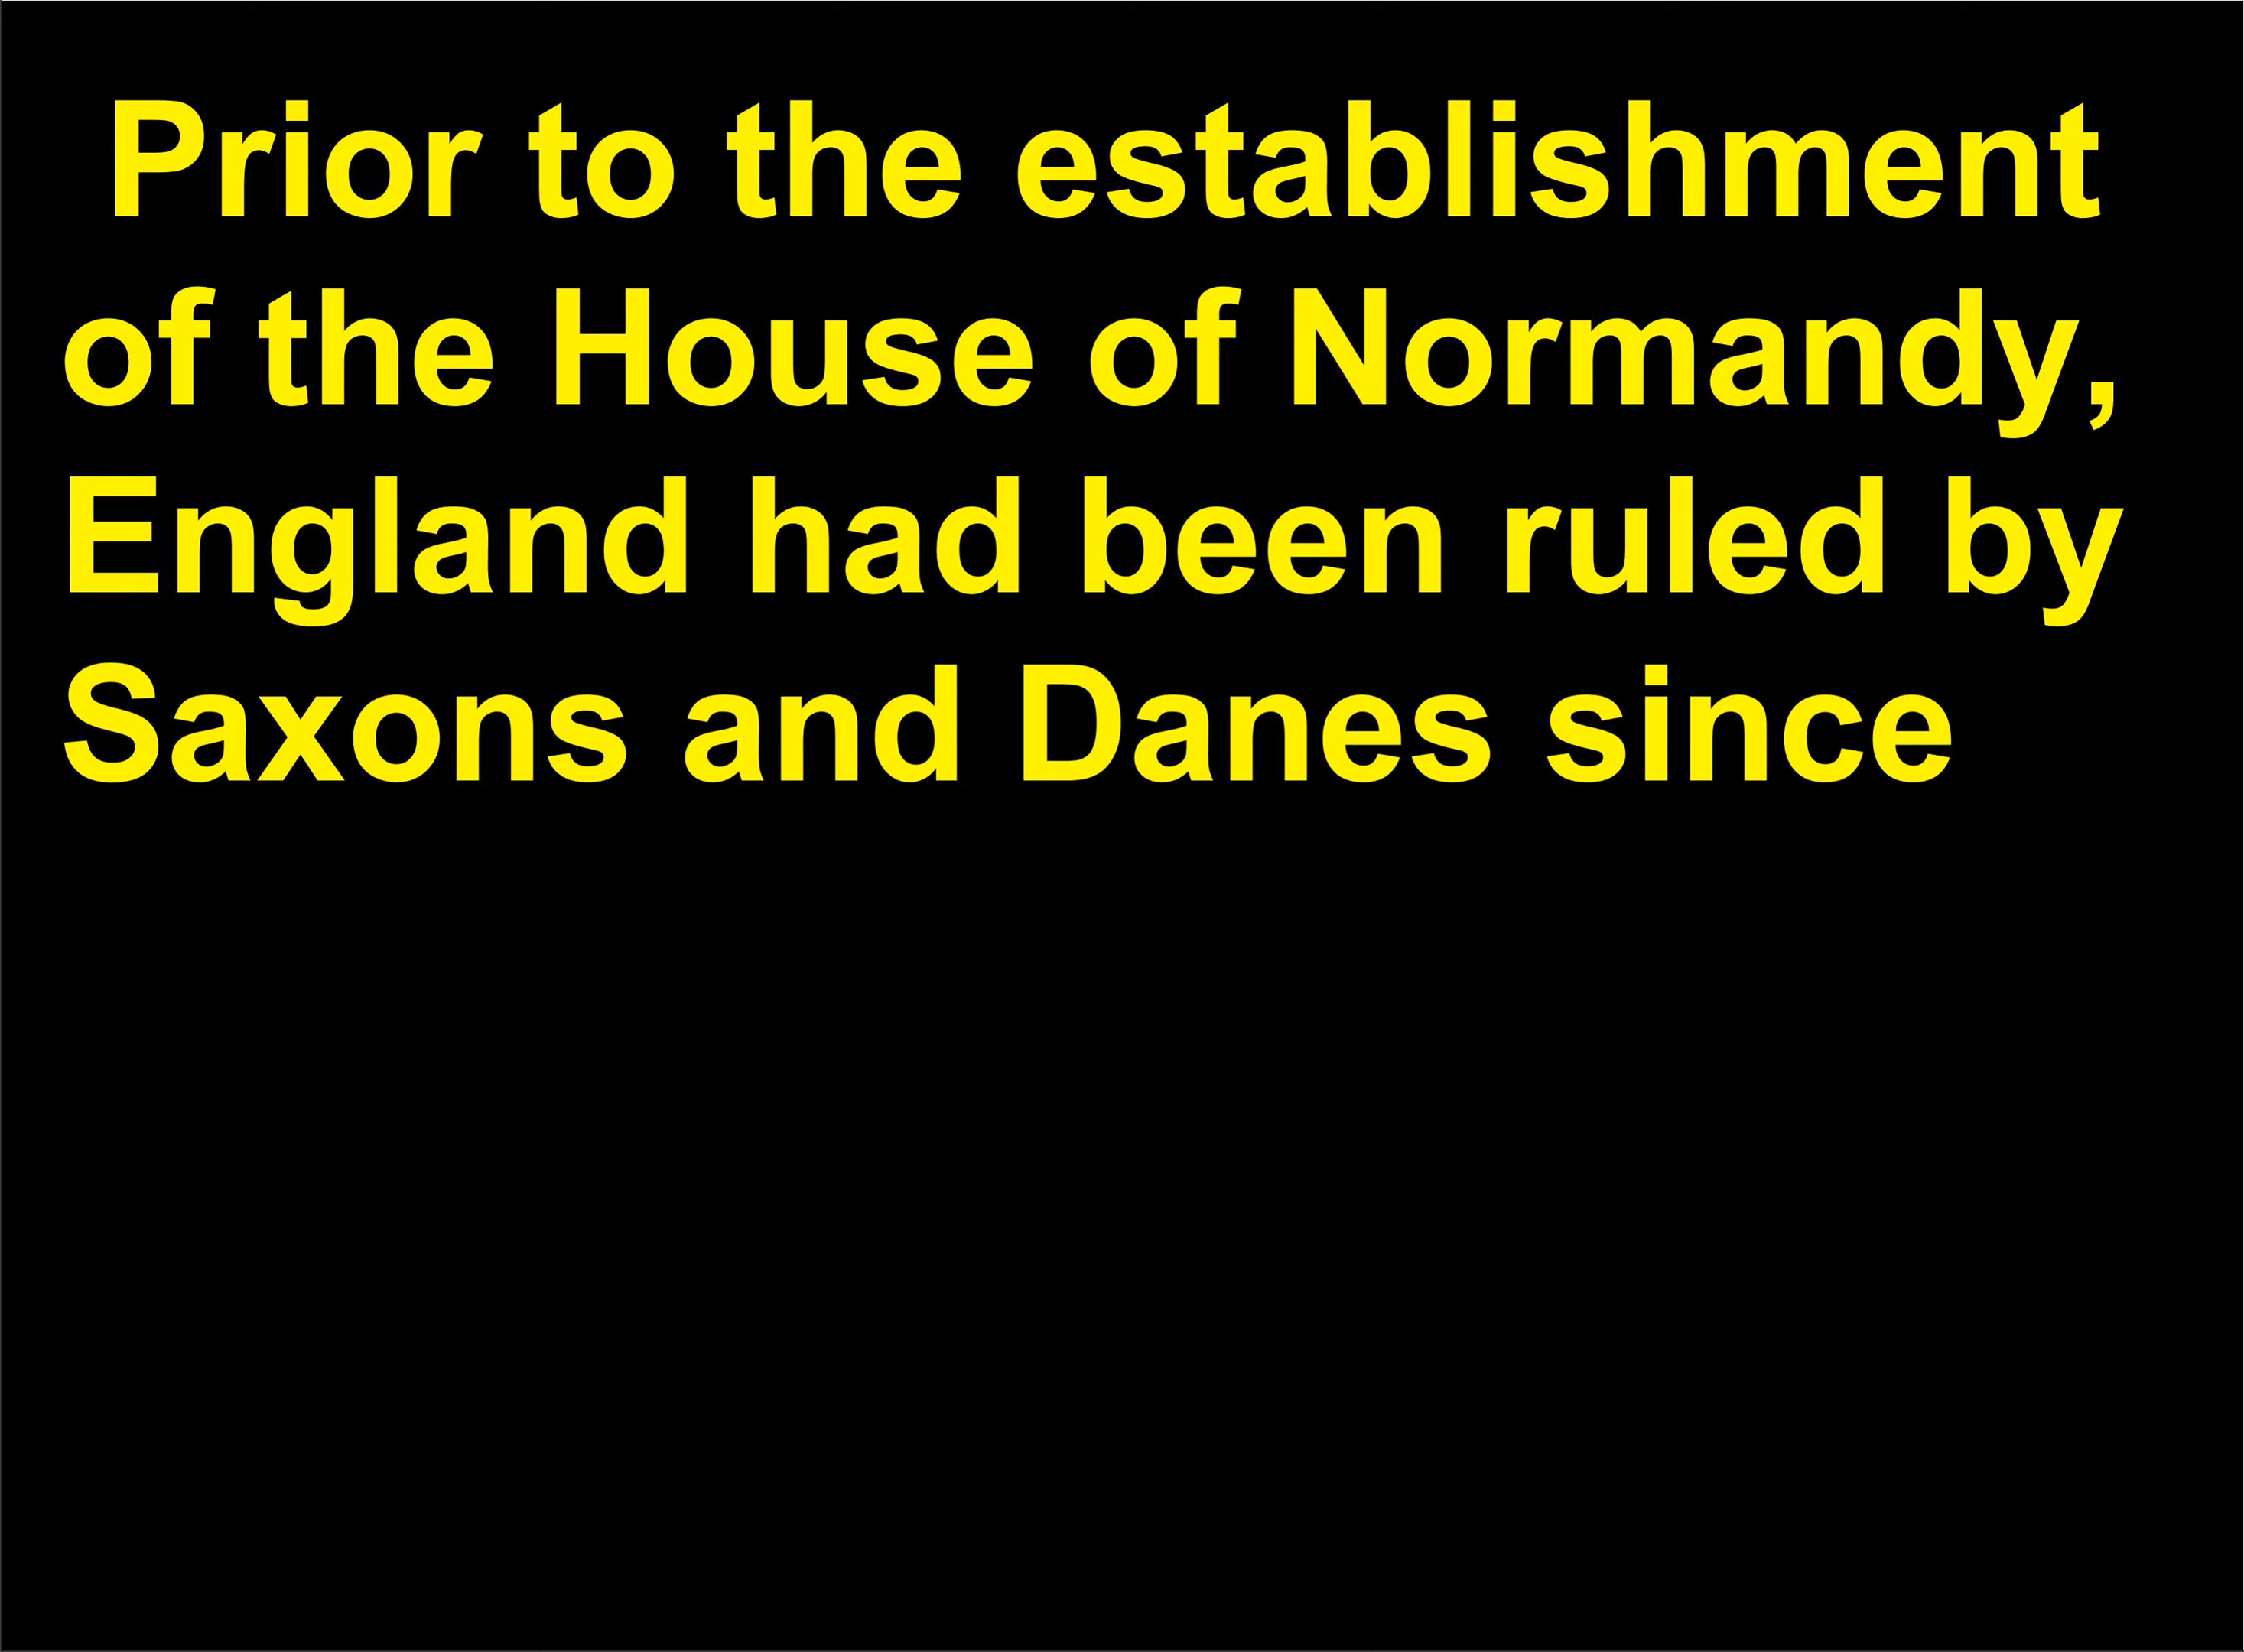 Prior to the establishment
of the House of Normandy,
England had been ruled by
Saxons and Danes since